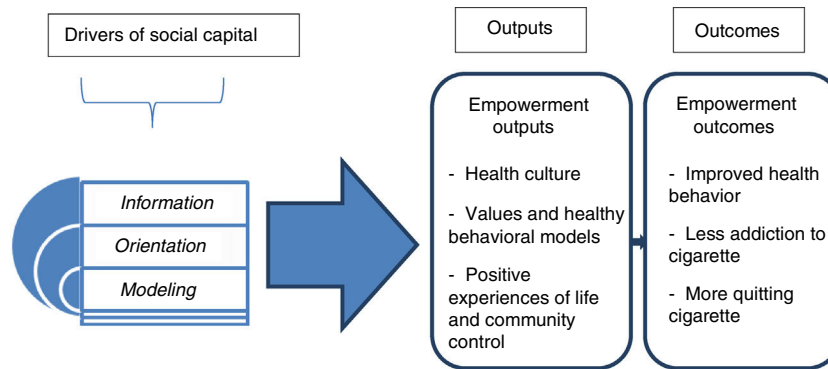 Drivers of social capital
Information
Orientation
Modeling
Outputs
Empowerment
outputs
- Health culture
- Values and healthy
behavioral models
- Positive
experiences of life
and community
control
Outcomes
Empowerment
outcomes
- Improved health
behavior
- Less addiction to
cigarette
- More quitting
cigarette